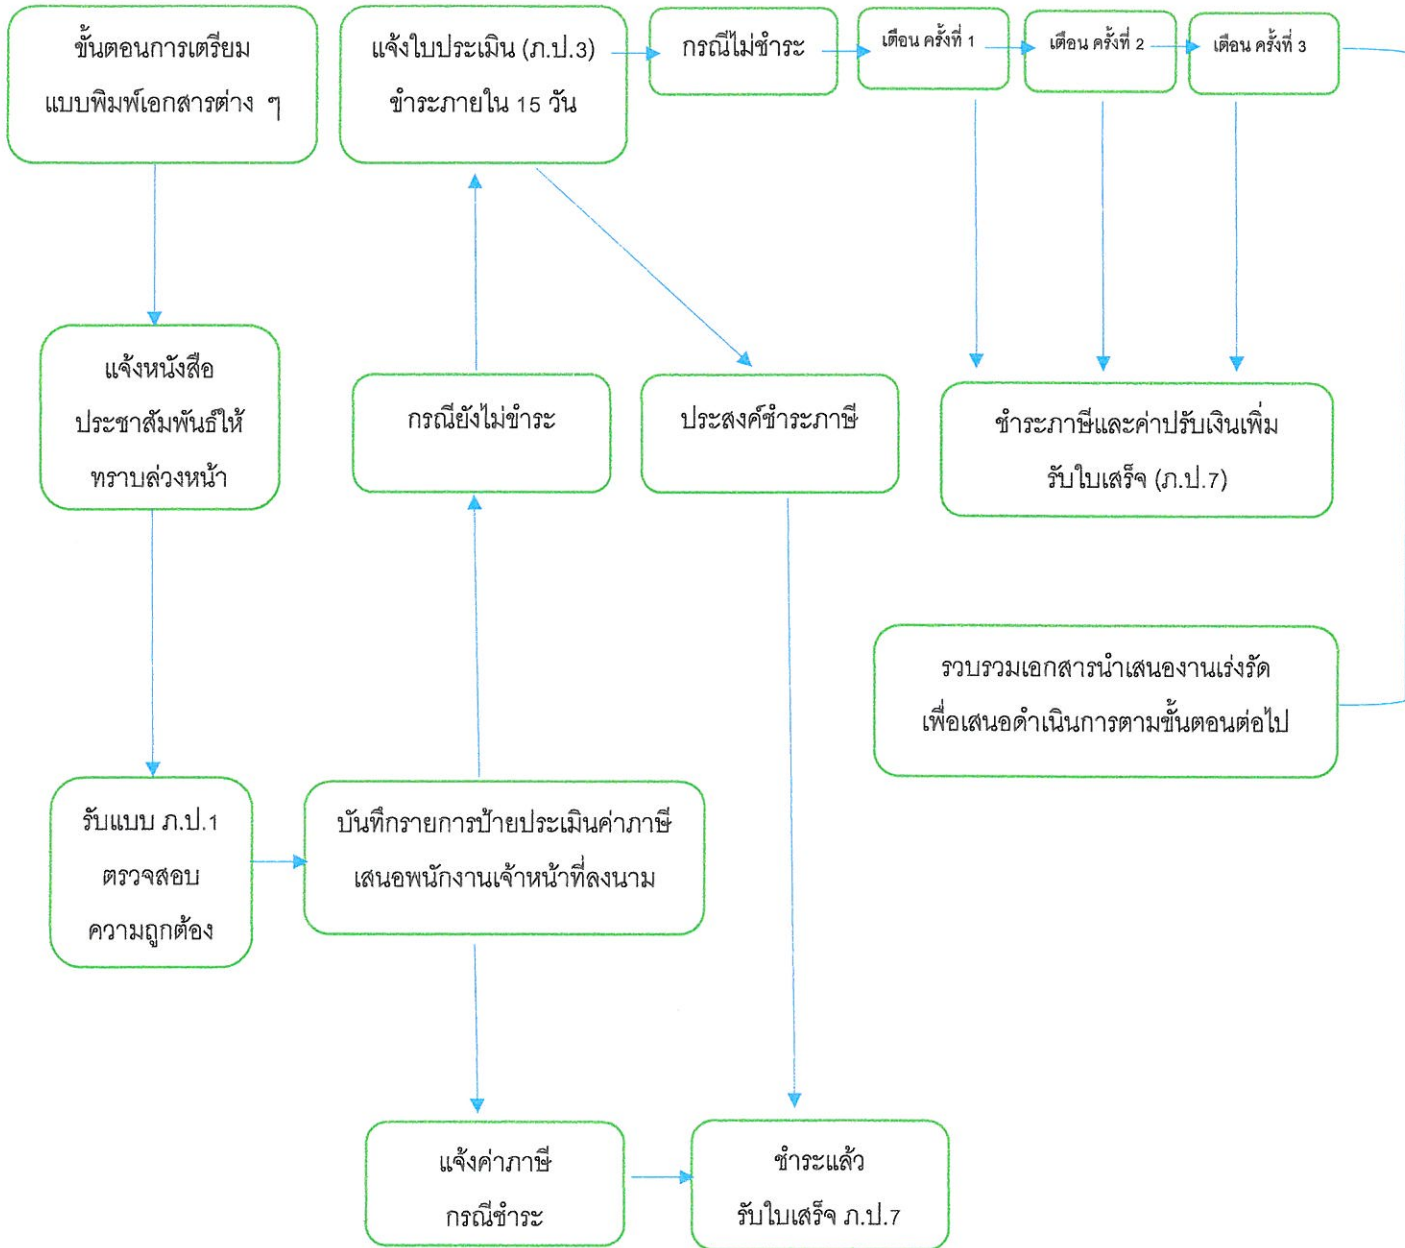 ขั้นตอนการเตรียม
แบบพิมพ์เอกสารต่าง ๆ
แจ้งใบประเมิน (ภ.ป.3)
ชำระภายใน 15 วัน
กรณีไม่ชำระ
เตือน ครั้งที่ 1
เตือน ครั้งที่ 2
เตือน ครั้งที่ 3
แจ้งหนังสือ
ประชาสัมพันธ์ให้
ทราบล่วงหน้า
กรณียังไม่ชำระ
ประสงค์ชำระภาษี
ชำระภาษีและค่าปรับเงินเพิ่ม
รับใบเสร็จ (ภ.ป.7)
รวบรวมเอกสารนำเสนองานเร่งรัด
เพื่อเสนอดำเนินการตามขั้นตอนต่อไป
รับแบบ ภ.ป.1
ตรวจสอบ
ความถูกต้อง
บันทึกรายการป้ายประเมินค่าภาษี
เสนอพนักงานเจ้าหน้าที่ลงนาม
แจ้งค่าภาษี
กรณีชำระ
ชำระแล้ว
รับใบเสร็จ ภ.ป.7